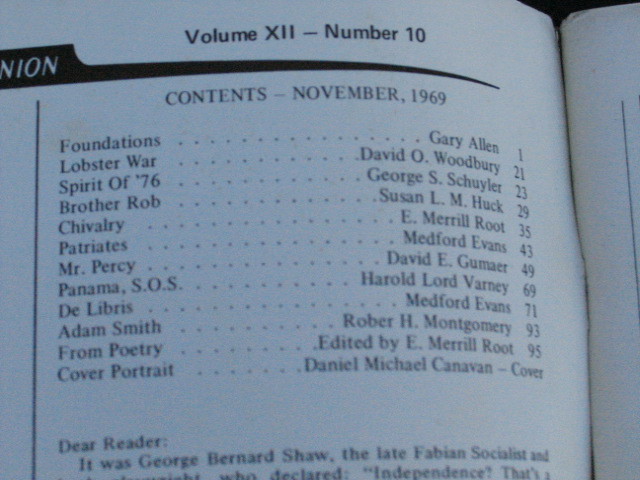 Volume XII — Number 10
NION
CONTENTS — NOVEMBER, 1969
Foundations . . . . . . . . . . . . . . . . Gary Allen 1
Lobster War . . . . . . . . . . . . David O. Woodbury 21
Spirit Of '76 . . . . . . . . . . . . George S. Schuyler 23
Brother Rob . . . . . . . . . . . . Susan L. M. Huck 29
Chivalry . . . . . . . . . . . . . . E. Merrill Root 35
Patriates . . . . . . . . . . . . . . Medford Evans 43
Mr. Percy . . . . . . . . . . . . . David E. Gumaer 49
Panama, S.O.S. . . . . . . . . . . Harold Lord Varney 69
De Libris . . . . . . . . . . . . . . Medford Evans 71
Adam Smith . . . . . . . . . Rober H. Montgomery 93
From Poetry . . . . . . . . Edited by E. Merrill Root 95
Cover Portrait . . . . . . . Daniel Michael Canavan — Cover
Dear Reader:
It was George Bernard Shaw, the late Fabian Socialist and
who declared: "Independence? That's a